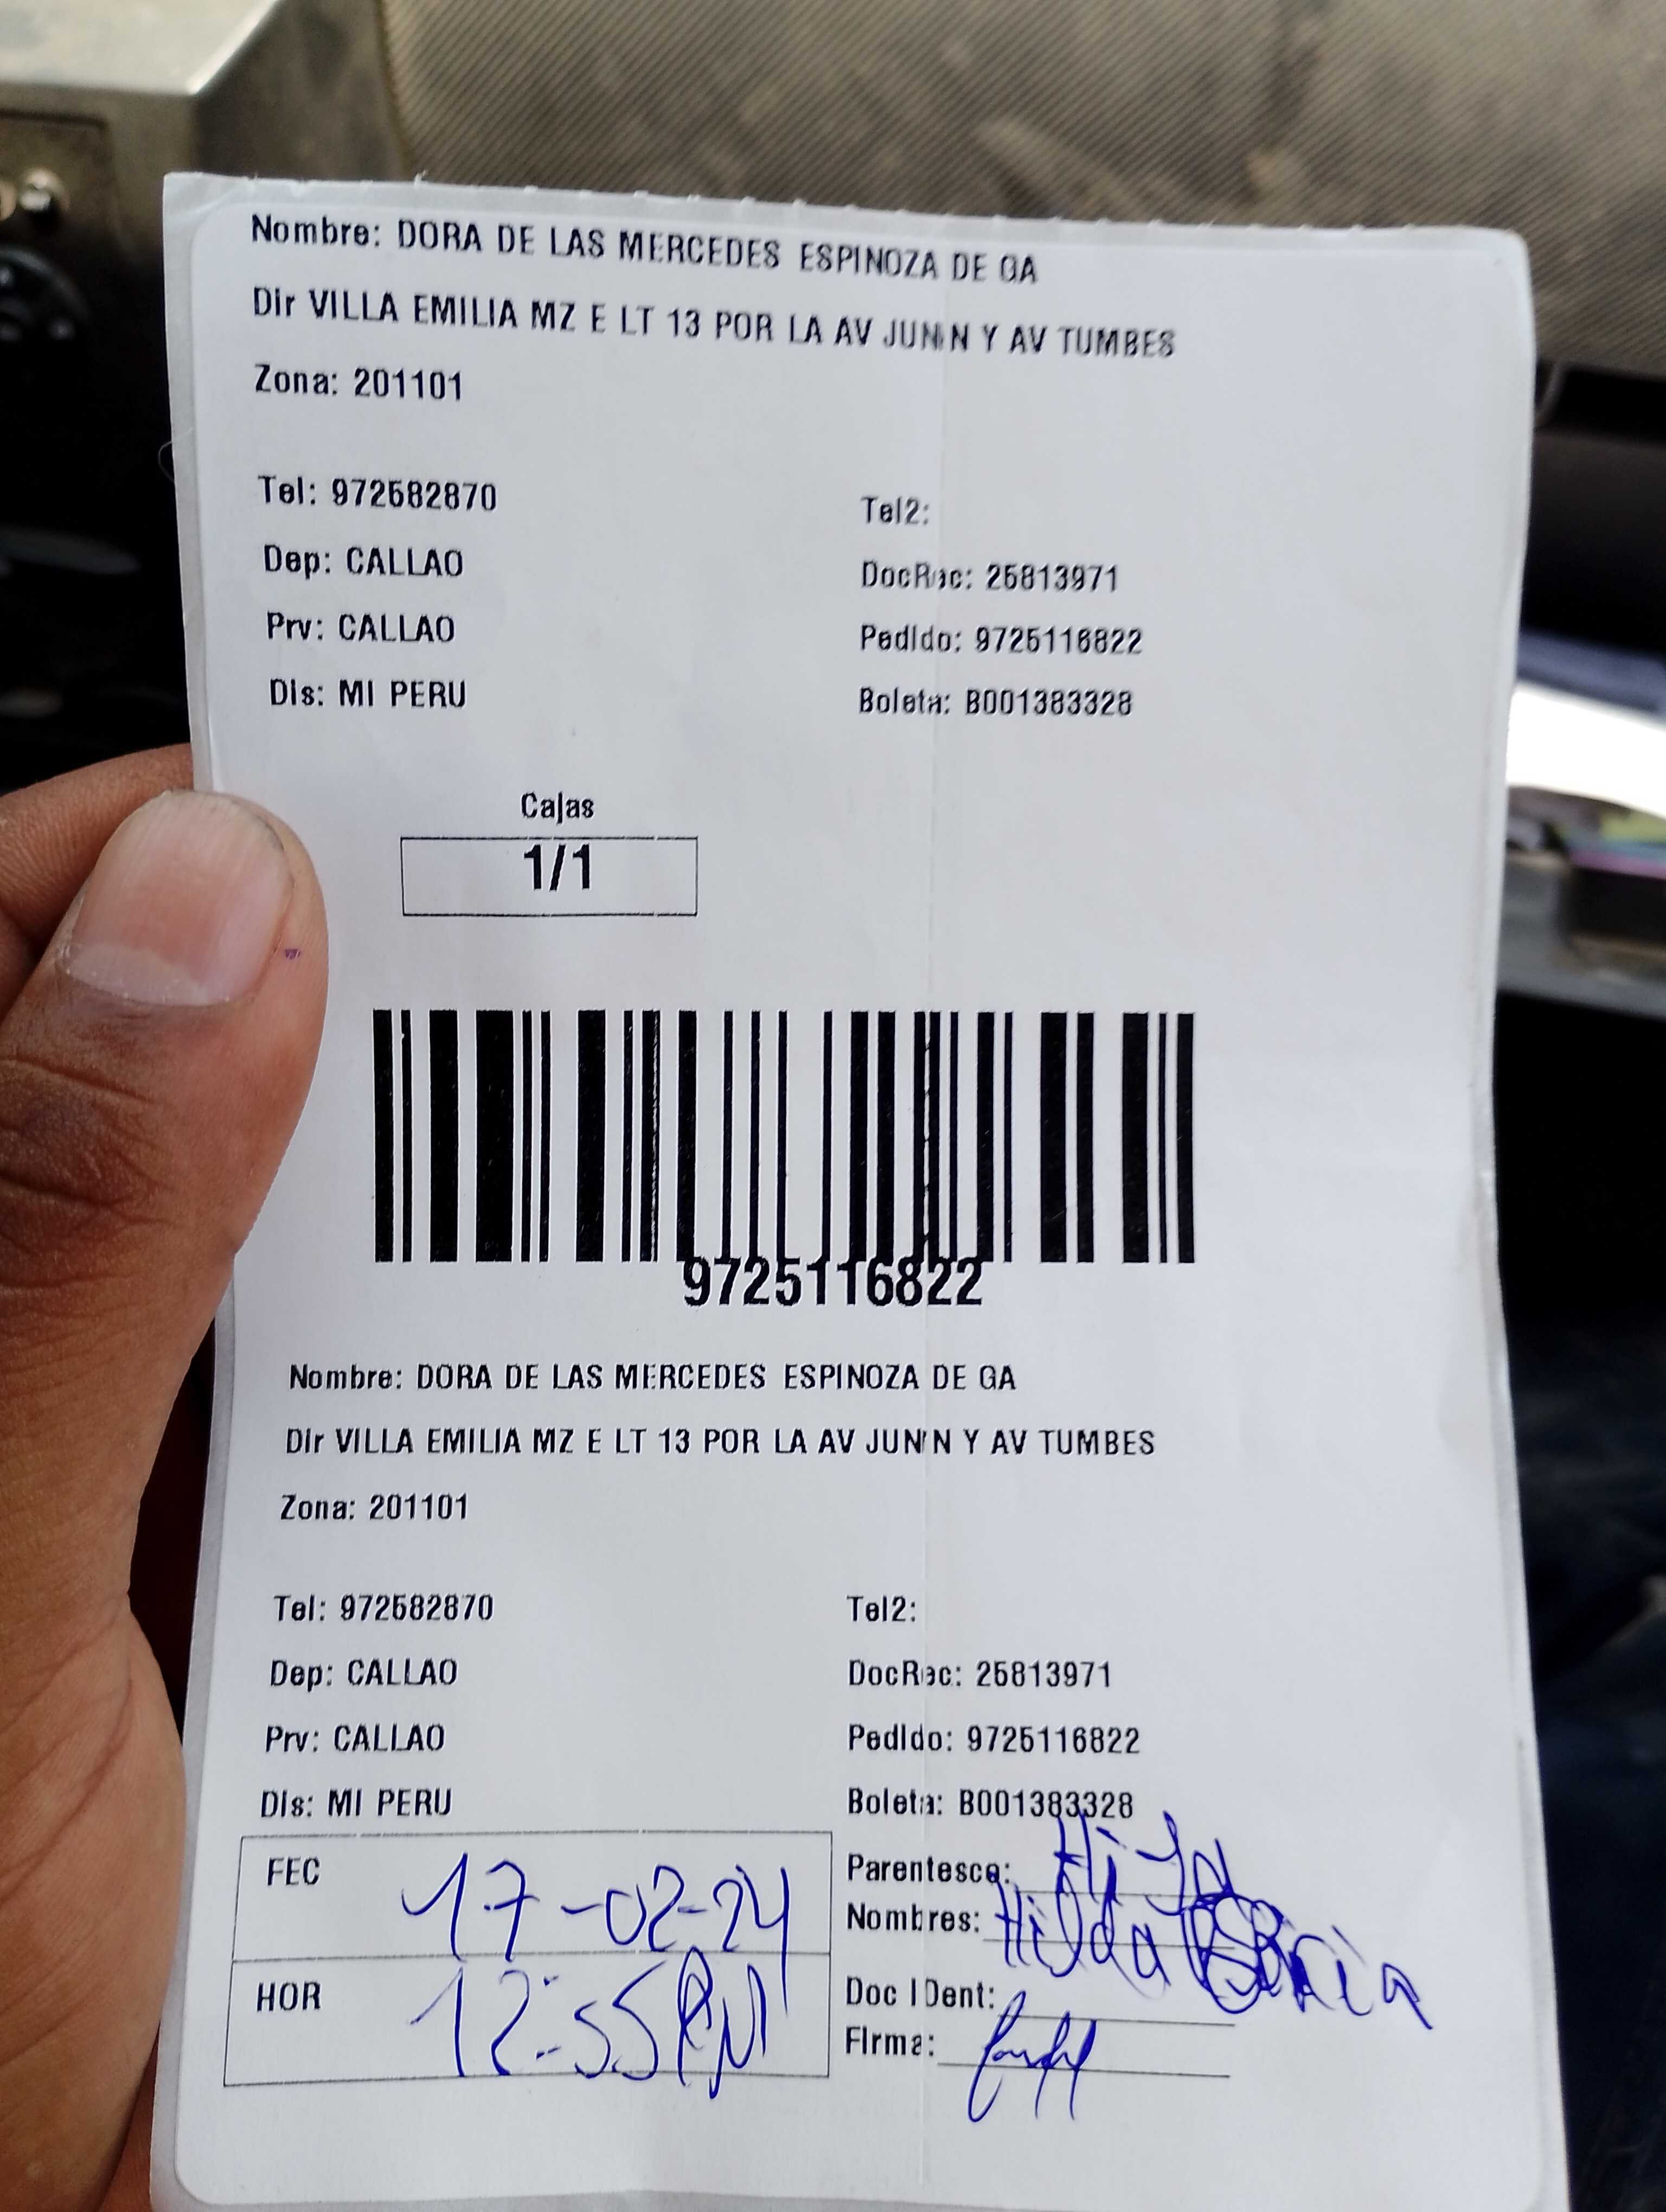 Nombre: DORA DE LAS MERCEDES ESPINOZA DE GA
Dir VILLA EMILIA MZ E LT 13 POR LA AV JUNIN Y AV TUMBES
Zona: 201101
Tel: 972582870
Tel2:
Dep: CALLAO
DocRec: 25813971
Prv: CALLAO
Pedido: 9725116822
Dis: MI PERU
Boleta: B001383328
Cajas
1/1
9725116822
Nombre: DORA DE LAS MERCEDES ESPINOZA DE GA
Dir VILLA EMILIA MZ E LT 13 POR LA AV JUNIN Y AV TUMBES
Zona: 201101
Tel: 972582870
Tel2:
Dep: CALLAO
DocRec: 25813971
Prv: CALLAO
Pedido: 9725116822
Dis: MI PERU
Boleta: B001383328
FEC 17-02-24
Parentesco: Hija
Nombres: Hilda
HOR 12:55 PM
Doc IDent:
Firma: